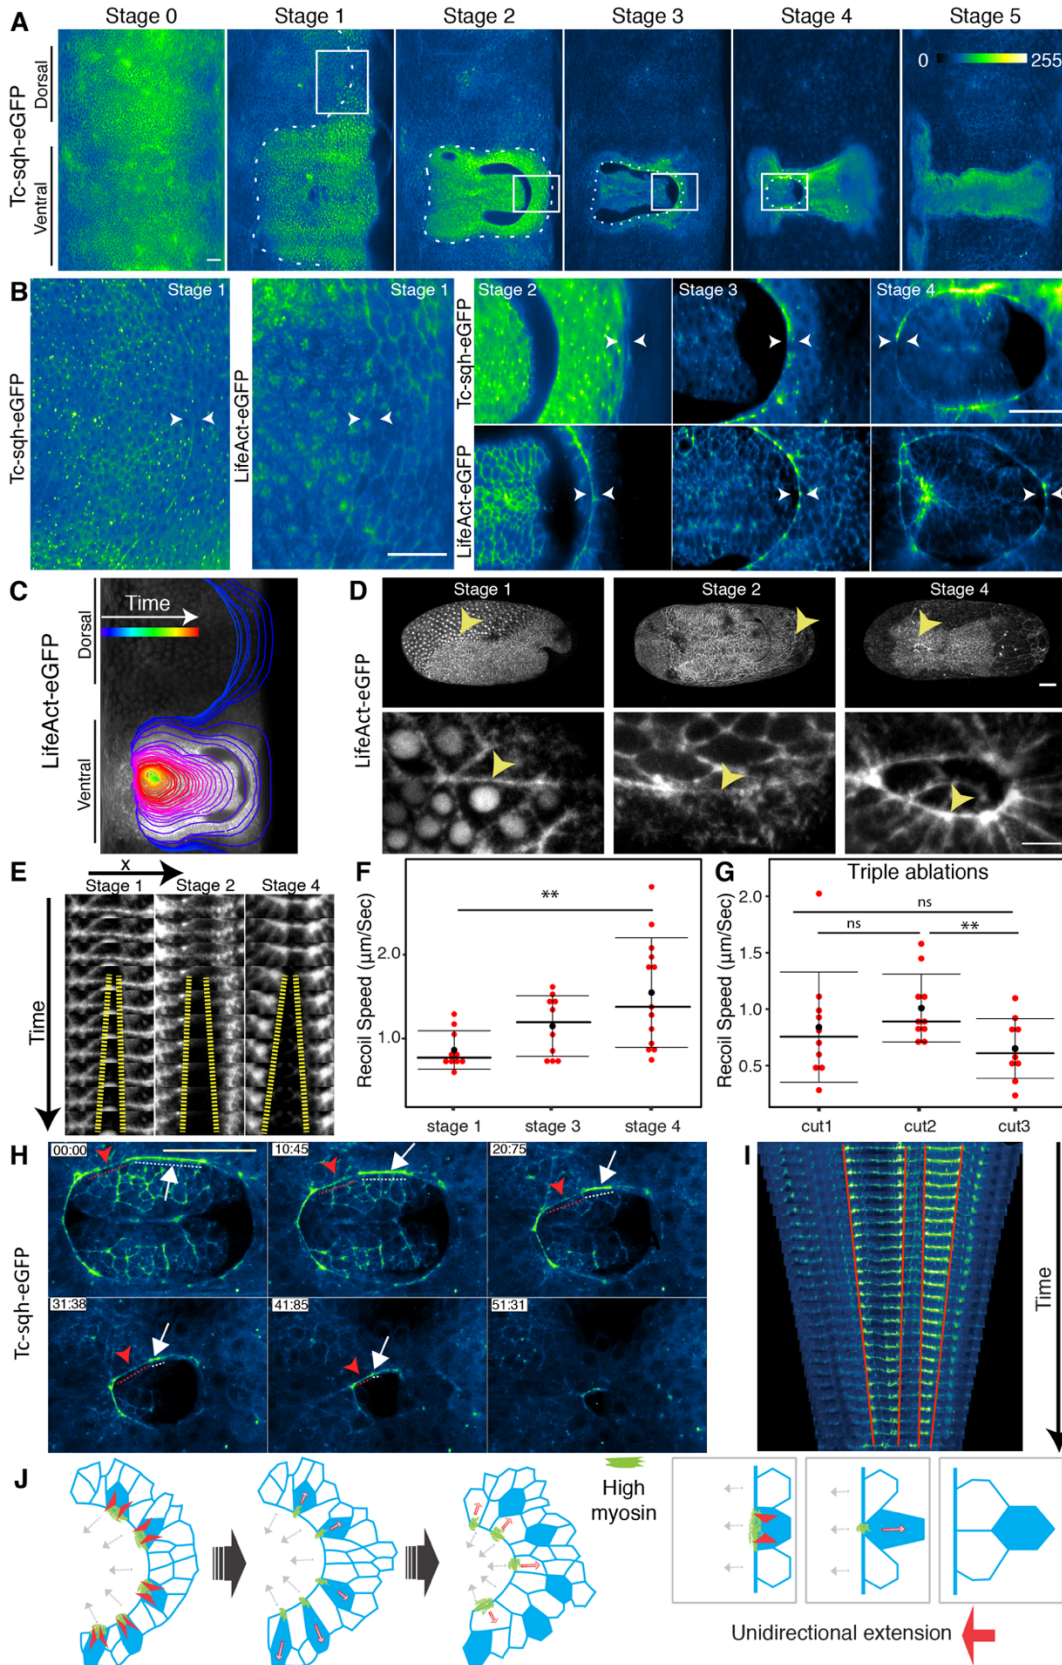 Stage 0 Stage 1 Stage 2 Stage 3 Stage 4 Stage 5
A
Tc-sqh-eGFP
Dorsal
Ventral
0 255
B
Tc-sqh-eGFP
Stage 1
LifeAct-eGFP
Stage 1
Stage 2 Stage 3 Stage 4
Tc-sqh-eGFP
LifeAct-eGFP
C
LifeAct-eGFP
Dorsal
Ventral
Time
D
LifeAct-eGFP
Stage 1 Stage 2 Stage 4
E
x
Stage 1 Stage 2 Stage 4
Time
F
**
Recoil Speed (µm/Sec)
2.0
1.0
stage 1 stage 3 stage 4
G
Triple ablations
ns
ns **
Recoil Speed (µm/Sec)
2.0
1.5
1.0
0.5
cut1 cut2 cut3
H
Tc-sqh-eGFP
00:00 10:45 20:75
31:38 41:85 51:31
I
Time
J
High
myosin
Unidirectional extension